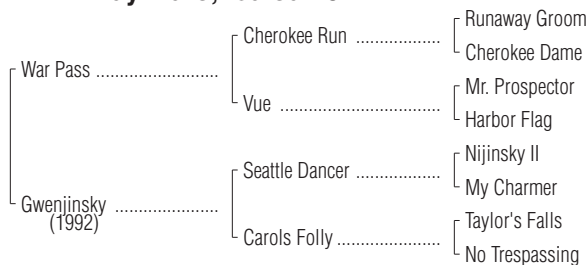 Runaway Groom
Cherokee Run ....................
Cherokee Dame
War Pass .............................
Mr. Prospector
Vue ......................................
Harbor Flag
Nijinsky II
Seattle Dancer ...................
My Charmer
Gwenjinsky ........................
(1992)
Taylor's Falls
Carols Folly ........................
No Trespassing